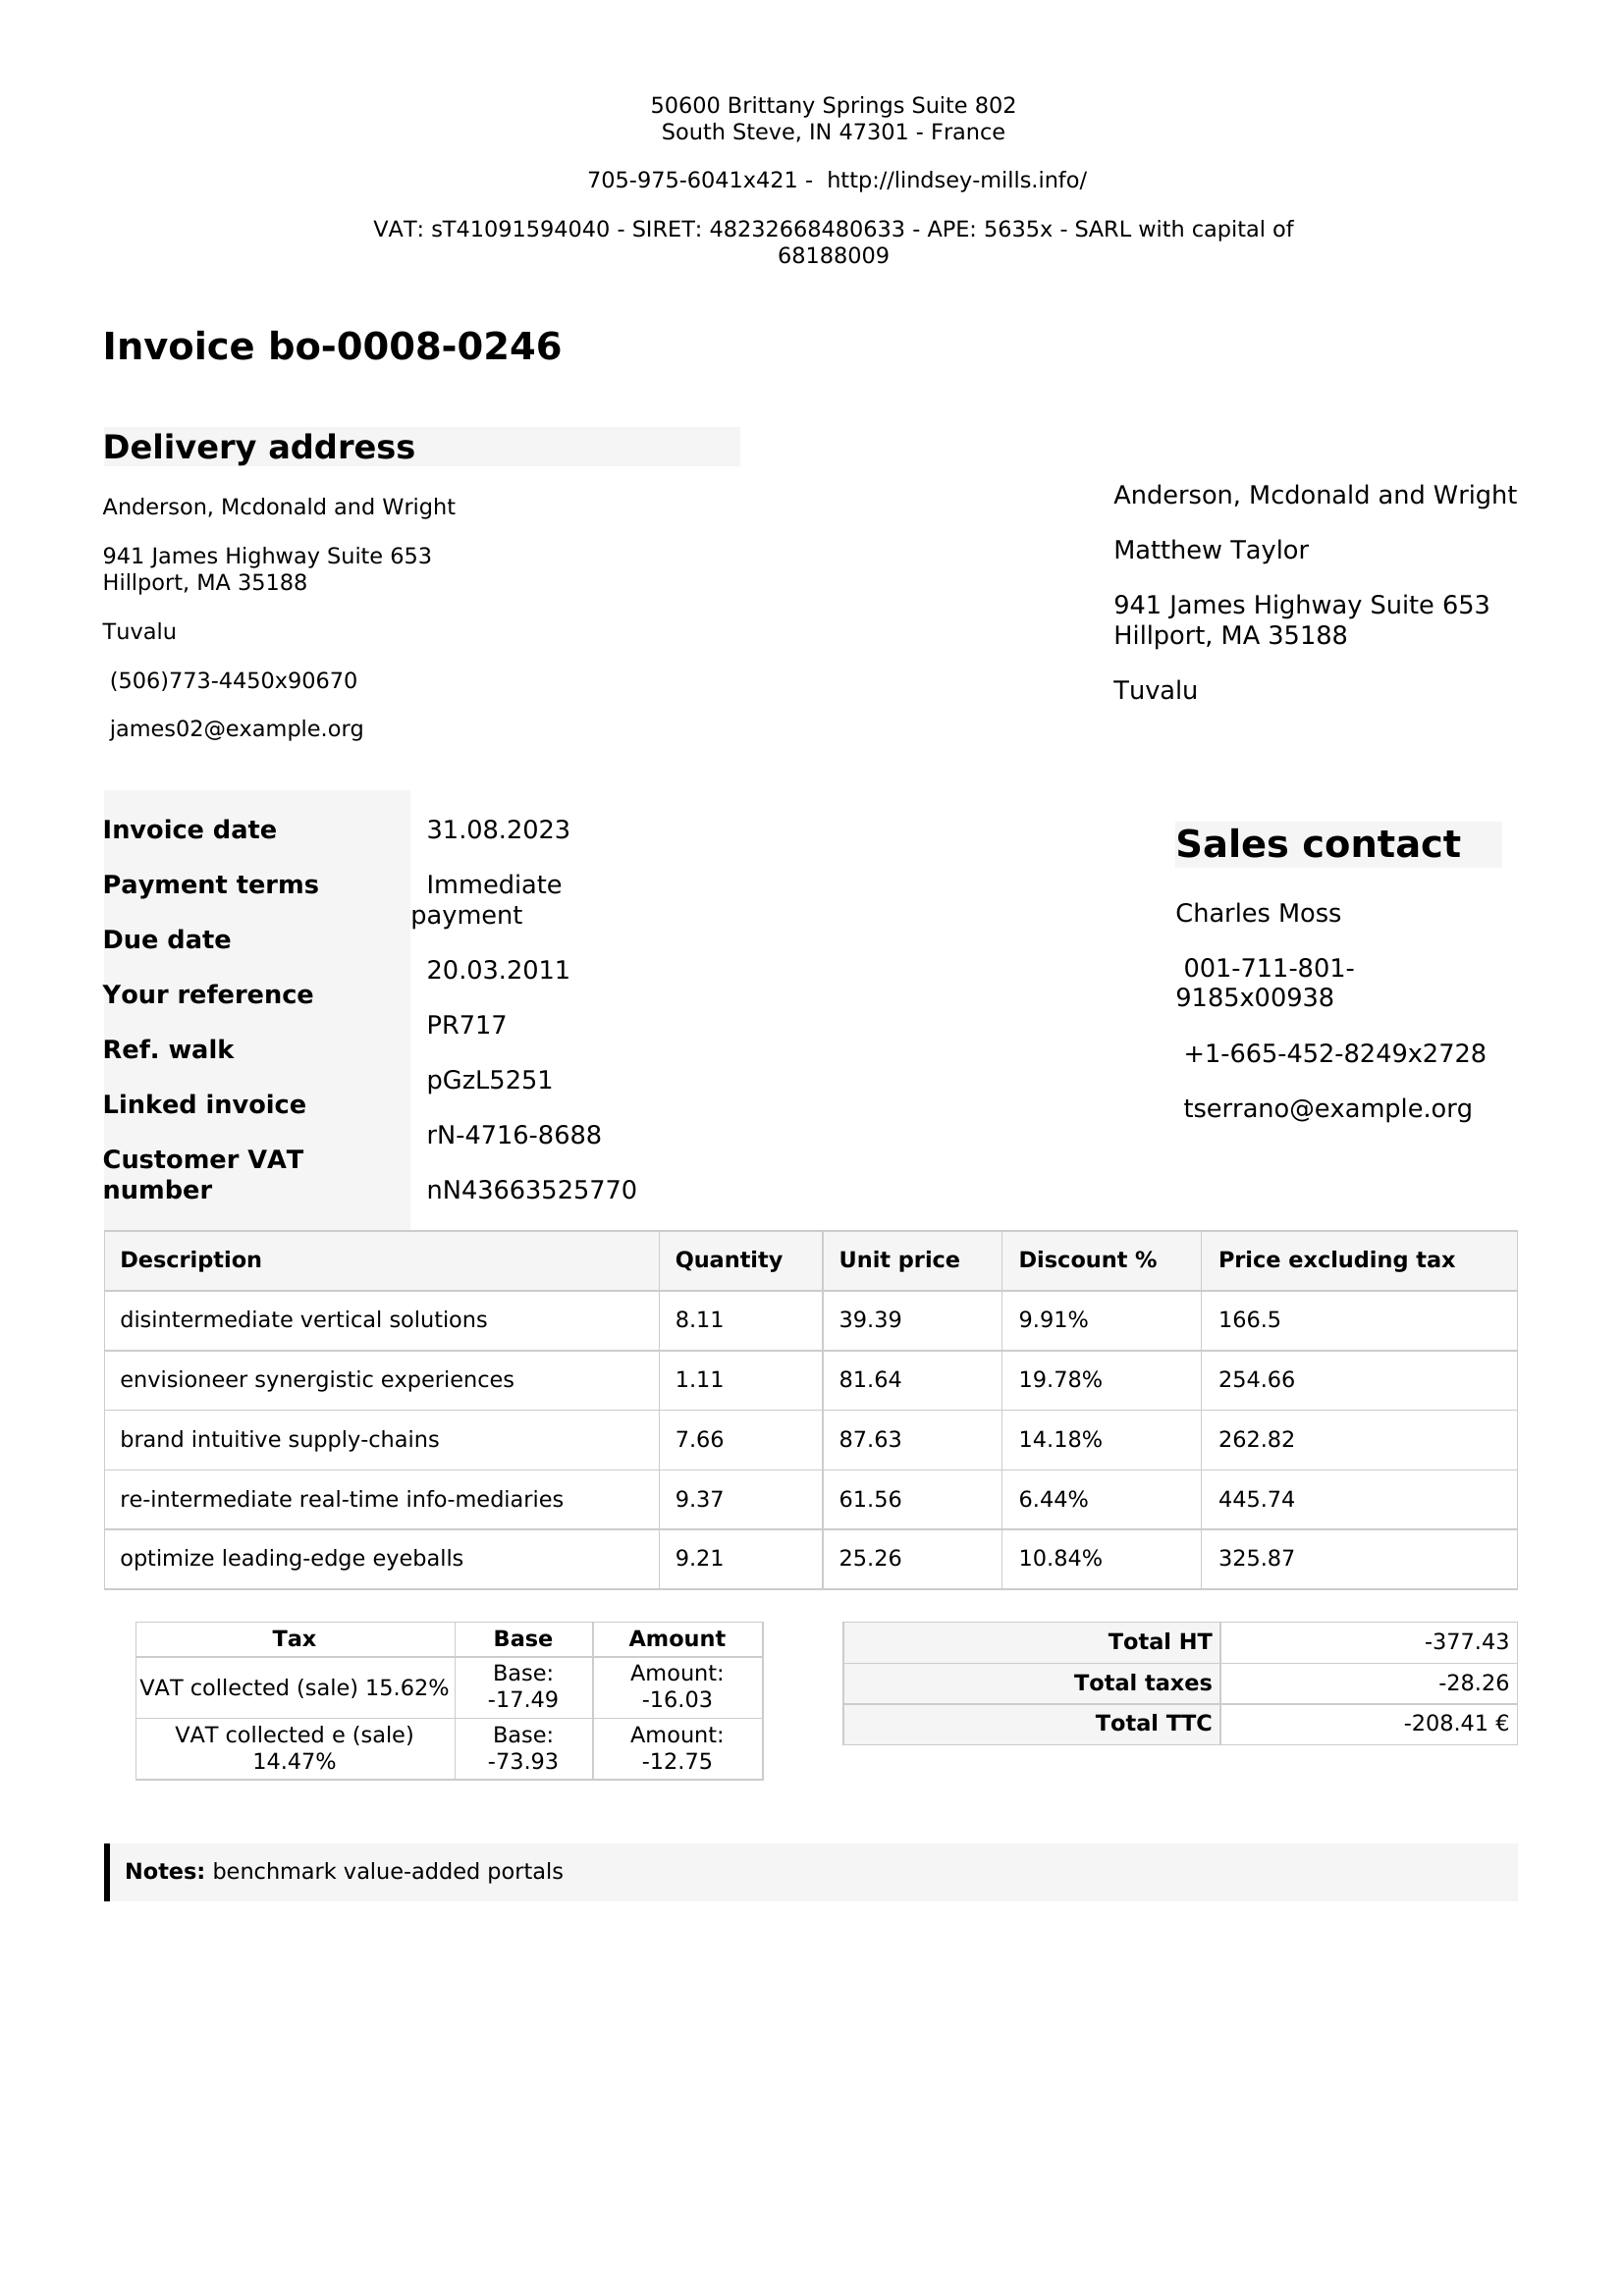 50600 Brittany Springs Suite 802
South Steve, IN 47301 - France
705-975-6041x421 - http://lindsey-mills.info/
VAT: sT41091594040 - SIRET: 48232668480633 - APE: 5635x - SARL with capital of
68188009
Invoice bo-0008-0246
Delivery address
Anderson, Mcdonald and Wright
941 James Highway Suite 653
Hillport, MA 35188
Tuvalu
(506)773-4450x90670
james02@example.org
Anderson, Mcdonald and Wright
Matthew Taylor
941 James Highway Suite 653
Hillport, MA 35188
Tuvalu
Invoice date
Payment terms
Due date
Your reference
Ref. walk
Linked invoice
Customer VAT
number
31.08.2023
Immediate
payment
20.03.2011
PR717
pGzL5251
rN-4716-8688
nN43663525770
Sales contact
Charles Moss
001-711-801-
9185x00938
+1-665-452-8249x2728
tserrano@example.org
Description Quantity Unit price Discount % Price excluding tax
disintermediate vertical solutions 8.11 39.39 9.91% 166.5
envisioneer synergistic experiences 1.11 81.64 19.78% 254.66
brand intuitive supply-chains 7.66 87.63 14.18% 262.82
re-intermediate real-time info-mediaries 9.37 61.56 6.44% 445.74
optimize leading-edge eyeballs 9.21 25.26 10.84% 325.87
Tax Base Amount
VAT collected (sale) 15.62% Base: -17.49 Amount: -16.03
VAT collected e (sale) 14.47% Base: -73.93 Amount: -12.75
Total HT -377.43
Total taxes -28.26
Total TTC -208.41 €
Notes: benchmark value-added portals